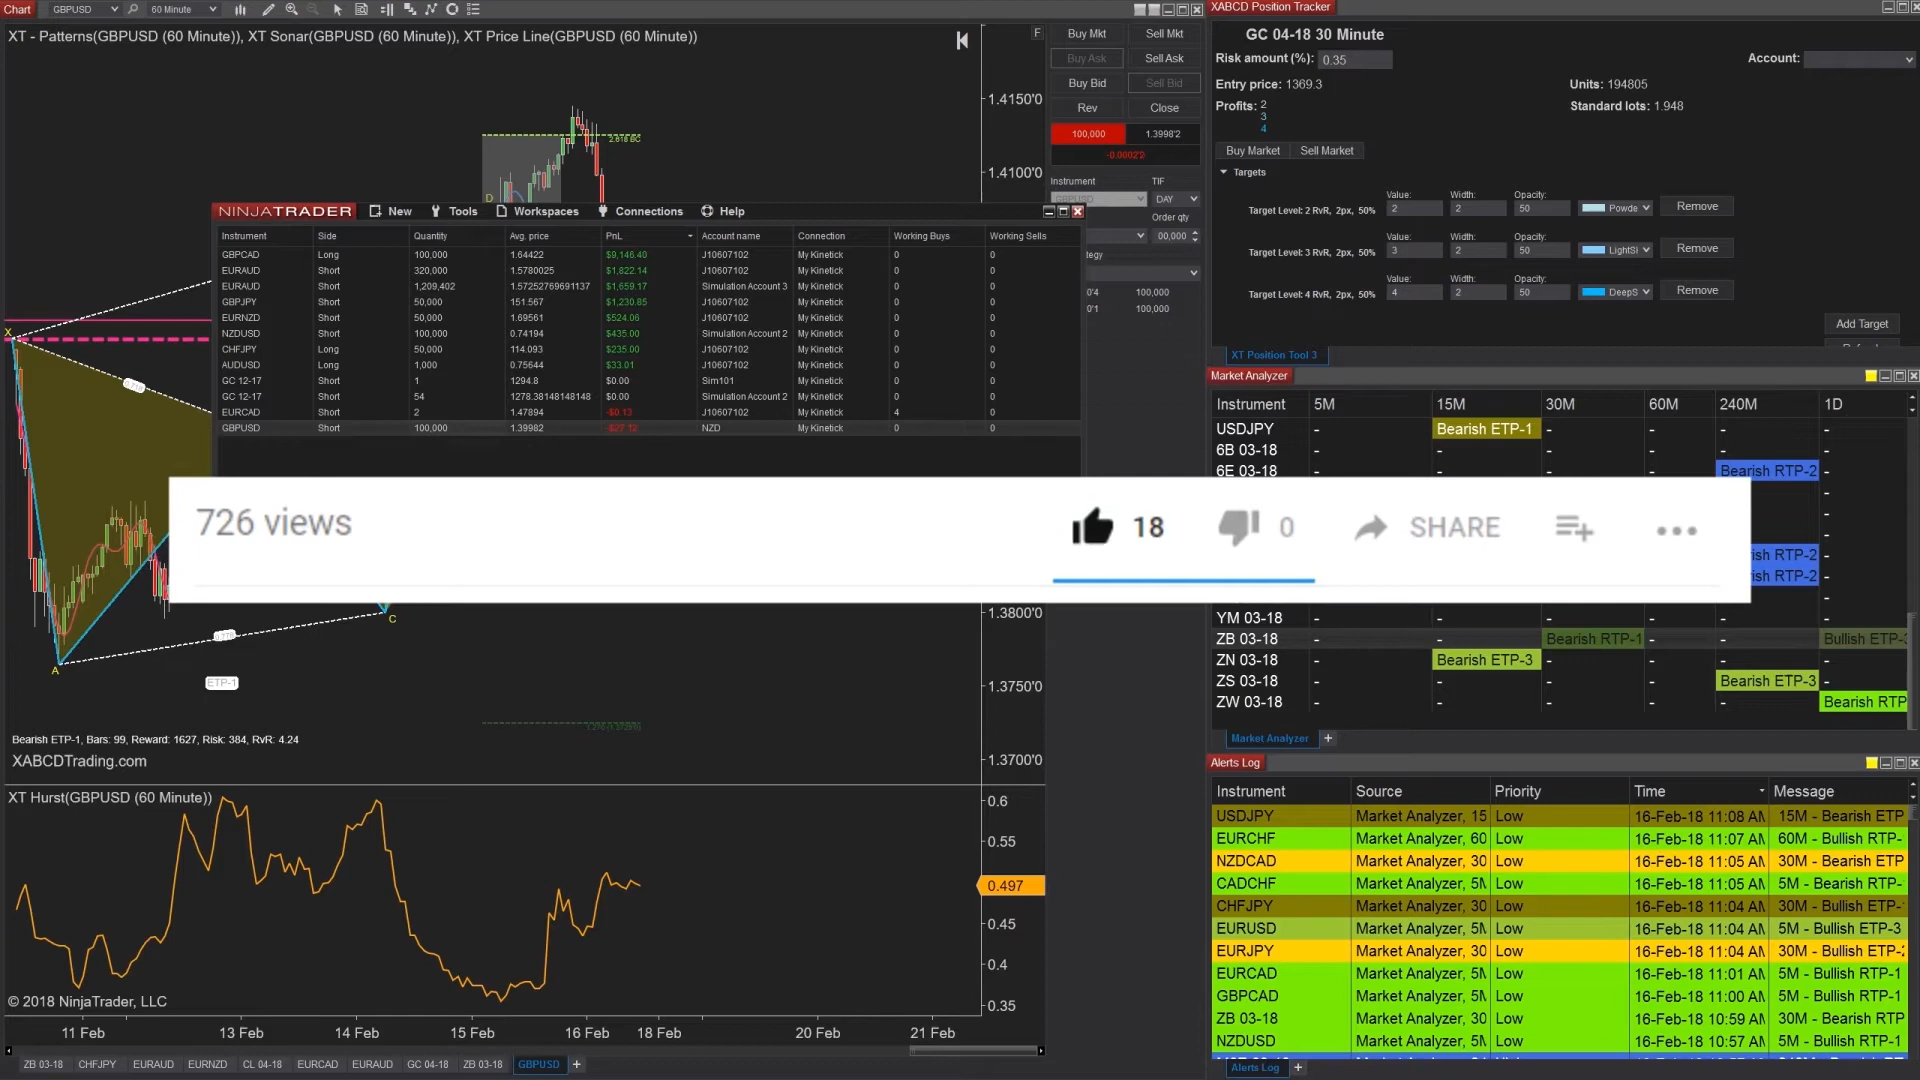 Chart GBPUSD 60 Minute
XT - Patterns(GBPUSD (60 Minute)), XT Sonar(GBPUSD (60 Minute)), XT Price Line(GBPUSD (60 Minute))
F
Buy Mkt Sell Mkt
Buy Ask Sell Ask
Buy Bid Sell Bid
Rev Close
100,000 1.3998'2
-0.0002'2
Instrument TIF
GBPUSD DAY
Order qty
00,000
tegy
0'4 100,000
0'1 100,000
1.4150'0
1.4100'0
1.3800'0
1.3750'0
1.3700'0
2.618 BC
D
X
A
C
ETP-1
NINJATRADER New Tools Workspaces Connections Help
Instrument Side Quantity Avg. price PnL Account name Connection Working Buys Working Sells
GBPCAD Long 100,000 1.64422 $9,146.40 J10607102 My Kinetick 0 0
EURAUD Short 320,000 1.5780025 $1,822.14 J10607102 My Kinetick 0 0
EURAUD Short 1,209,402 1.57252769691137 $1,659.17 Simulation Account 3 My Kinetick 0 0
GBPJPY Short 50,000 151.567 $1,230.85 J10607102 My Kinetick 0 0
EURNZD Short 50,000 1.69561 $524.06 J10607102 My Kinetick 0 0
NZDUSD Short 100,000 0.74194 $435.00 Simulation Account 2 My Kinetick 0 0
CHFJPY Long 50,000 114.093 $235.00 J10607102 My Kinetick 0 0
AUDUSD Long 1,000 0.75644 $33.01 J10607102 My Kinetick 0 0
GC 12-17 Short 1 1294.8 $0.00 Sim101 My Kinetick 0 0
GC 12-17 Short 54 1278.38148148148 $0.00 Simulation Account 2 My Kinetick 0 0
EURCAD Short 2 1.47894 -$0.13 J10607102 My Kinetick 4 0
GBPUSD Short 100,000 1.39982 -$27.12 NZD My Kinetick 0 0
726 views 18 0 SHARE
Bearish ETP-1, Bars: 99, Reward: 1627, Risk: 384, RvR: 4.24
XABCDTrading.com
XT Hurst(GBPUSD (60 Minute))
0.6
0.55
0.497
0.45
0.4
0.35
© 2018 NinjaTrader, LLC
11 Feb 13 Feb 14 Feb 15 Feb 16 Feb 18 Feb 20 Feb 21 Feb
ZB 03-18 CHFJPY EURAUD EURNZD CL 04-18 EURCAD EURAUD GC 04-18 ZB 03-18 GBPUSD +
XABCD Position Tracker
GC 04-18 30 Minute
Risk amount (%): 0.35 Account:
Entry price: 1369.3 Units: 194805
Profits: 2 Standard lots: 1.948
3
4
Buy Market Sell Market
Targets
Value: Width: Opacity:
Target Level: 2 RvR, 2px, 50% 2 2 50 Powde Remove
Value: Width: Opacity:
Target Level: 3 RvR, 2px, 50% 3 2 50 LightSl Remove
Value: Width: Opacity:
Target Level: 4 RvR, 2px, 50% 4 2 50 DeepS Remove
Add Target
XT Position Tool 3
Market Analyzer
Instrument 5M 15M 30M 60M 240M 1D
USDJPY - Bearish ETP-1 - - - -
6B 03-18 - - - - - -
6E 03-18 - - - - Bearish RTP-2 -
ish RTP-2 -
ish RTP-2 -
YM 03-18 - - - - - -
ZB 03-18 - - Bearish RTP-1 - - Bullish ETP-3
ZN 03-18 - Bearish ETP-3 - - - -
ZS 03-18 - - - - Bearish ETP-3 -
ZW 03-18 - - - - - Bearish RTP
Market Analyzer +
Alerts Log
Instrument Source Priority Time Message
USDJPY Market Analyzer, 15 Low 16-Feb-18 11:08 AM 15M - Bearish ETP
EURCHF Market Analyzer, 60 Low 16-Feb-18 11:07 AM 60M - Bullish RTP-
NZDCAD Market Analyzer, 30 Low 16-Feb-18 11:05 AM 30M - Bearish ETP
CADCHF Market Analyzer, 5M Low 16-Feb-18 11:05 AM 5M - Bearish RTP-
CHFJPY Market Analyzer, 30 Low 16-Feb-18 11:04 AM 30M - Bullish ETP-
EURUSD Market Analyzer, 5M Low 16-Feb-18 11:04 AM 5M - Bullish ETP-3
EURJPY Market Analyzer, 30 Low 16-Feb-18 11:04 AM 30M - Bullish ETP-2
EURCAD Market Analyzer, 5M Low 16-Feb-18 11:01 AM 5M - Bullish RTP-1
GBPCAD Market Analyzer, 5M Low 16-Feb-18 11:00 AM 5M - Bullish RTP-1
ZB 03-18 Market Analyzer, 30 Low 16-Feb-18 10:59 AM 30M - Bearish RTP
NZDUSD Market Analyzer, 5M Low 16-Feb-18 10:57 AM 5M - Bullish RTP-1
Alerts Log +